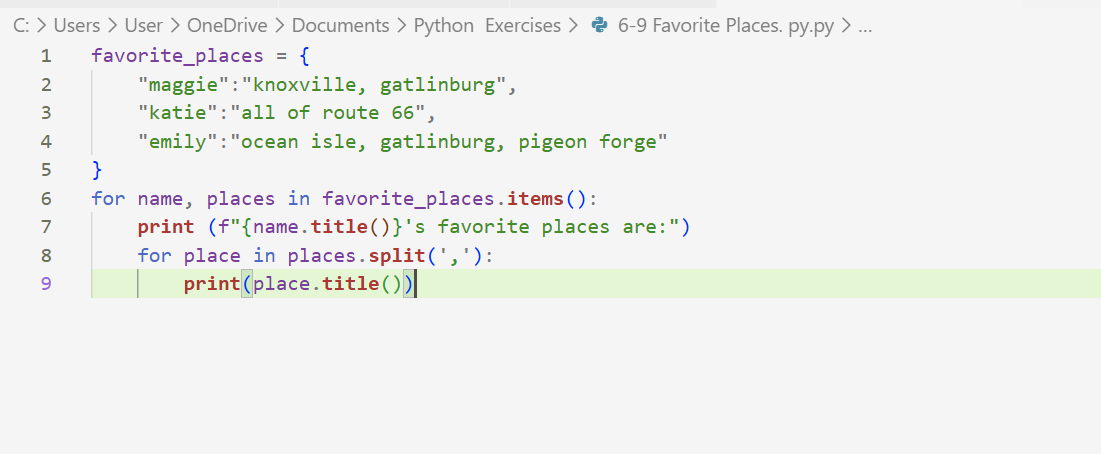 C: > Users > User > OneDrive > Documents > Python Exercises > 6-9 Favorite Places. py.py > ...
1 favorite_places = {
2     "maggie":"knoxville, gatlinburg",
3     "katie":"all of route 66",
4     "emily":"ocean isle, gatlinburg, pigeon forge"
5 }
6 for name, places in favorite_places.items():
7     print (f"{name.title()}'s favorite places are:")
8     for place in places.split(','):
9         print(place.title())